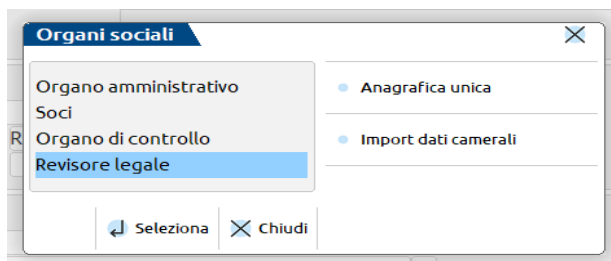 Organi sociali
Organo amministrativo
Soci
Organo di controllo
Revisore legale
Anagrafica unica
Import dati camerali
R
Seleziona
Chiudi